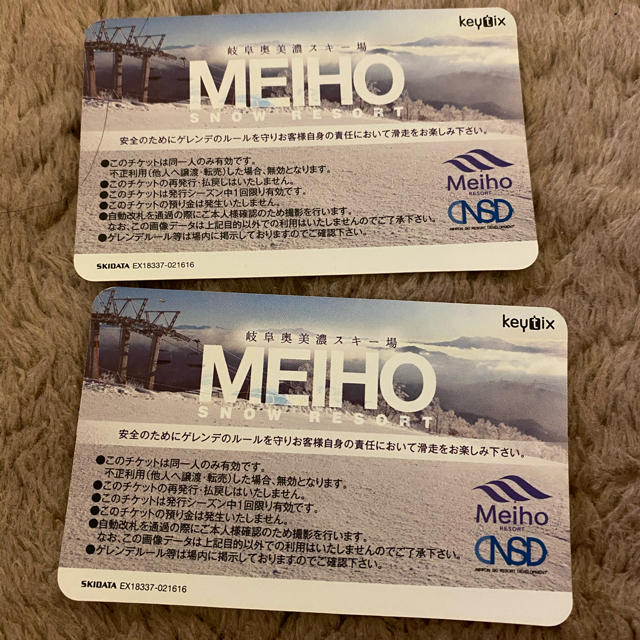 keytix
岐阜奥美濃スキー場
MEIHO
SNOW RESORT
安全のためにゲレンデのルールを守りお客様自身の責任において滑走をお楽しみ下さい。
●このチケットは同一人のみ有効です。
不正利用(他人へ譲渡・転売)した場合、無効となります。
●このチケットの再発行・払戻しはいたしません。
●このチケットは発行シーズン中1回限り有効です。
●このチケットの預り金は発生いたしません。
●自動改札を通過の際にご本人様確認のため撮影を行います。
なお、この画像データは上記目的以外での利用はいたしませんのでご了承下さい。
●ゲレンデルール等は場内に掲示しておりますのでご確認下さい。
Meiho
RESORT
NSD
NIPPON SKI RESORT DEVELOPMENT
SKIDATA EX18337-021616
keytix
岐阜奥美濃スキー場
MEIHO
SNOW RESORT
安全のためにゲレンデのルールを守りお客様自身の責任において滑走をお楽しみ下さい。
●このチケットは同一人のみ有効です。
不正利用(他人へ譲渡・転売)した場合、無効となります。
●このチケットの再発行・払戻しはいたしません。
●このチケットは発行シーズン中1回限り有効です。
●このチケットの預り金は発生いたしません。
●自動改札を通過の際にご本人様確認のため撮影を行います。
なお、この画像データは上記目的以外での利用はいたしませんのでご了承下さい。
●ゲレンデルール等は場内に掲示しておりますのでご確認下さい。
Meiho
RESORT
NSD
NIPPON SKI RESORT DEVELOPMENT
SKIDATA EX18337-021616